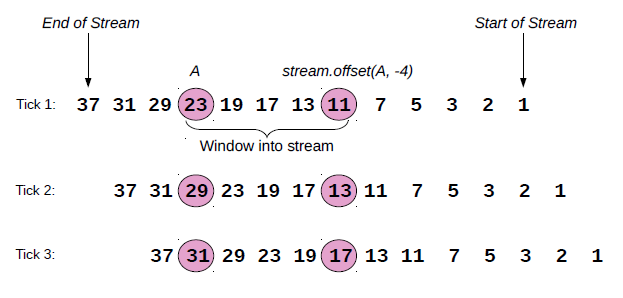 End of Stream Start of Stream
A stream.offset(A, -4)
Tick 1: 37 31 29 23 19 17 13 11 7 5 3 2 1
Window into stream
Tick 2: 37 31 29 23 19 17 13 11 7 5 3 2 1
Tick 3: 37 31 29 23 19 17 13 11 7 5 3 2 1